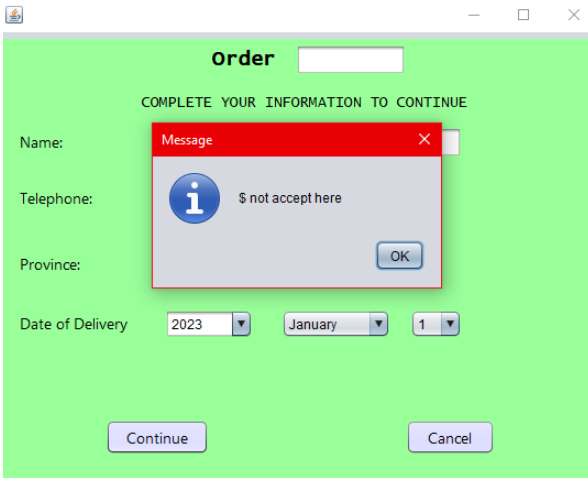 Order
COMPLETE YOUR INFORMATION TO CONTINUE
Name:
Message
$ not accept here
Telephone:
OK
Province:
Date of Delivery 2023 January 1
Continue Cancel